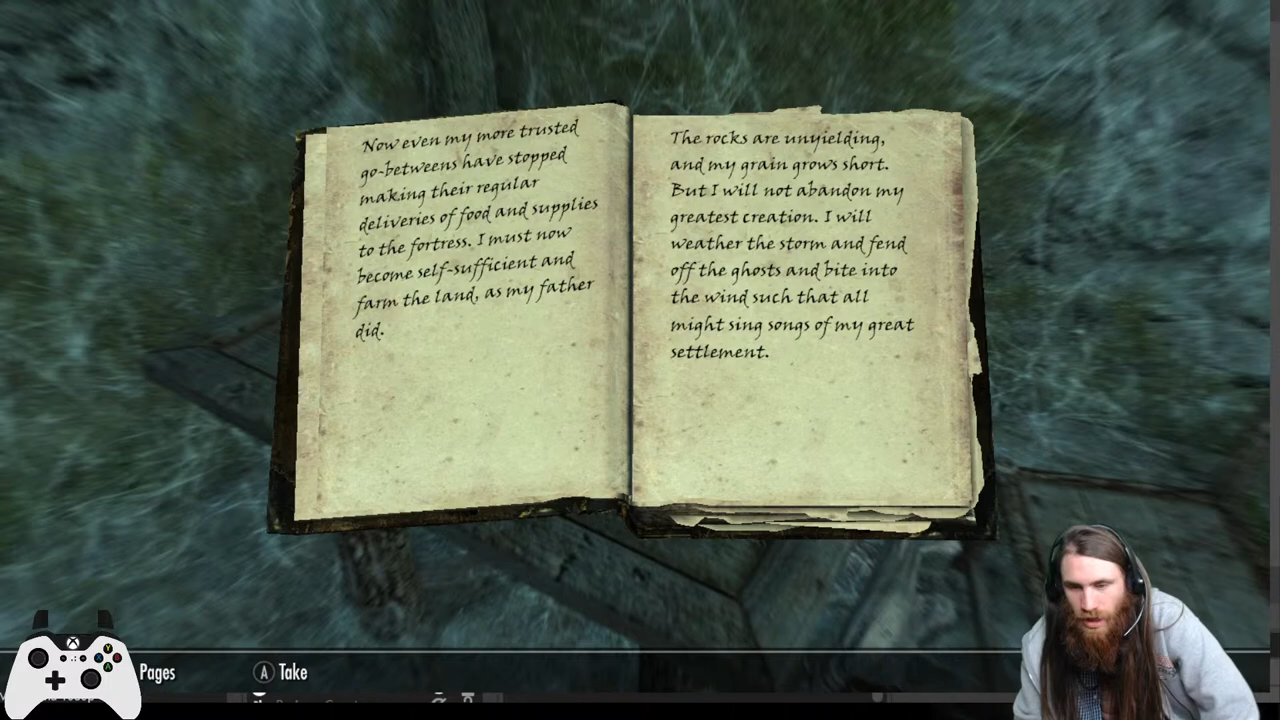 Now even my more trusted
go-betweens have stopped
making their regular
deliveries of food and supplies
to the fortress. I must now
become self-sufficient and
farm the land, as my father
did.
The rocks are unyielding,
and my grain grows short.
But I will not abandon my
greatest creation. I will
weather the storm and fend
off the ghosts and bite into
the wind such that all
might sing songs of my great
settlement.
Pages
A Take